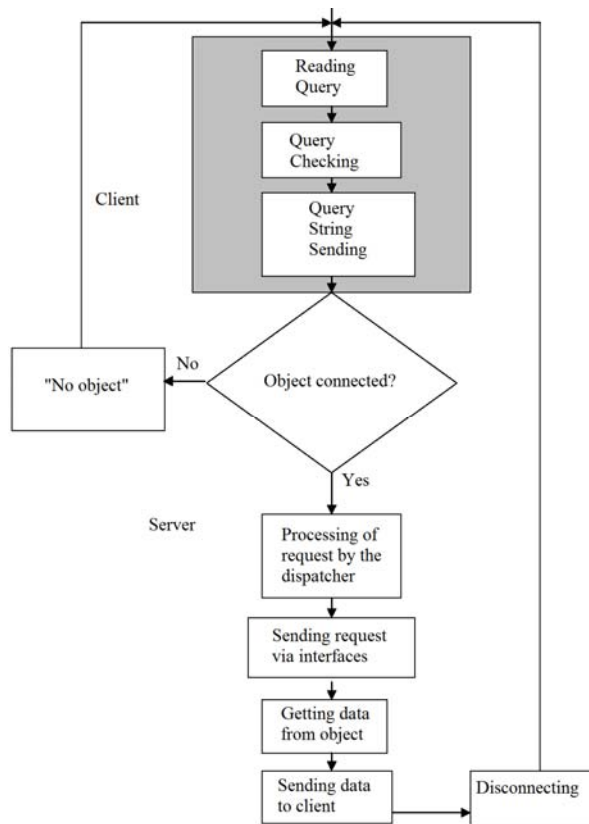 Reading
Query
Query
Checking
Client
Query
String
Sending
No
"No object"
Object connected?
Yes
Server
Processing of
request by the
dispatcher
Sending request
via interfaces
Getting data
from object
Sending data
to client
Disconnecting